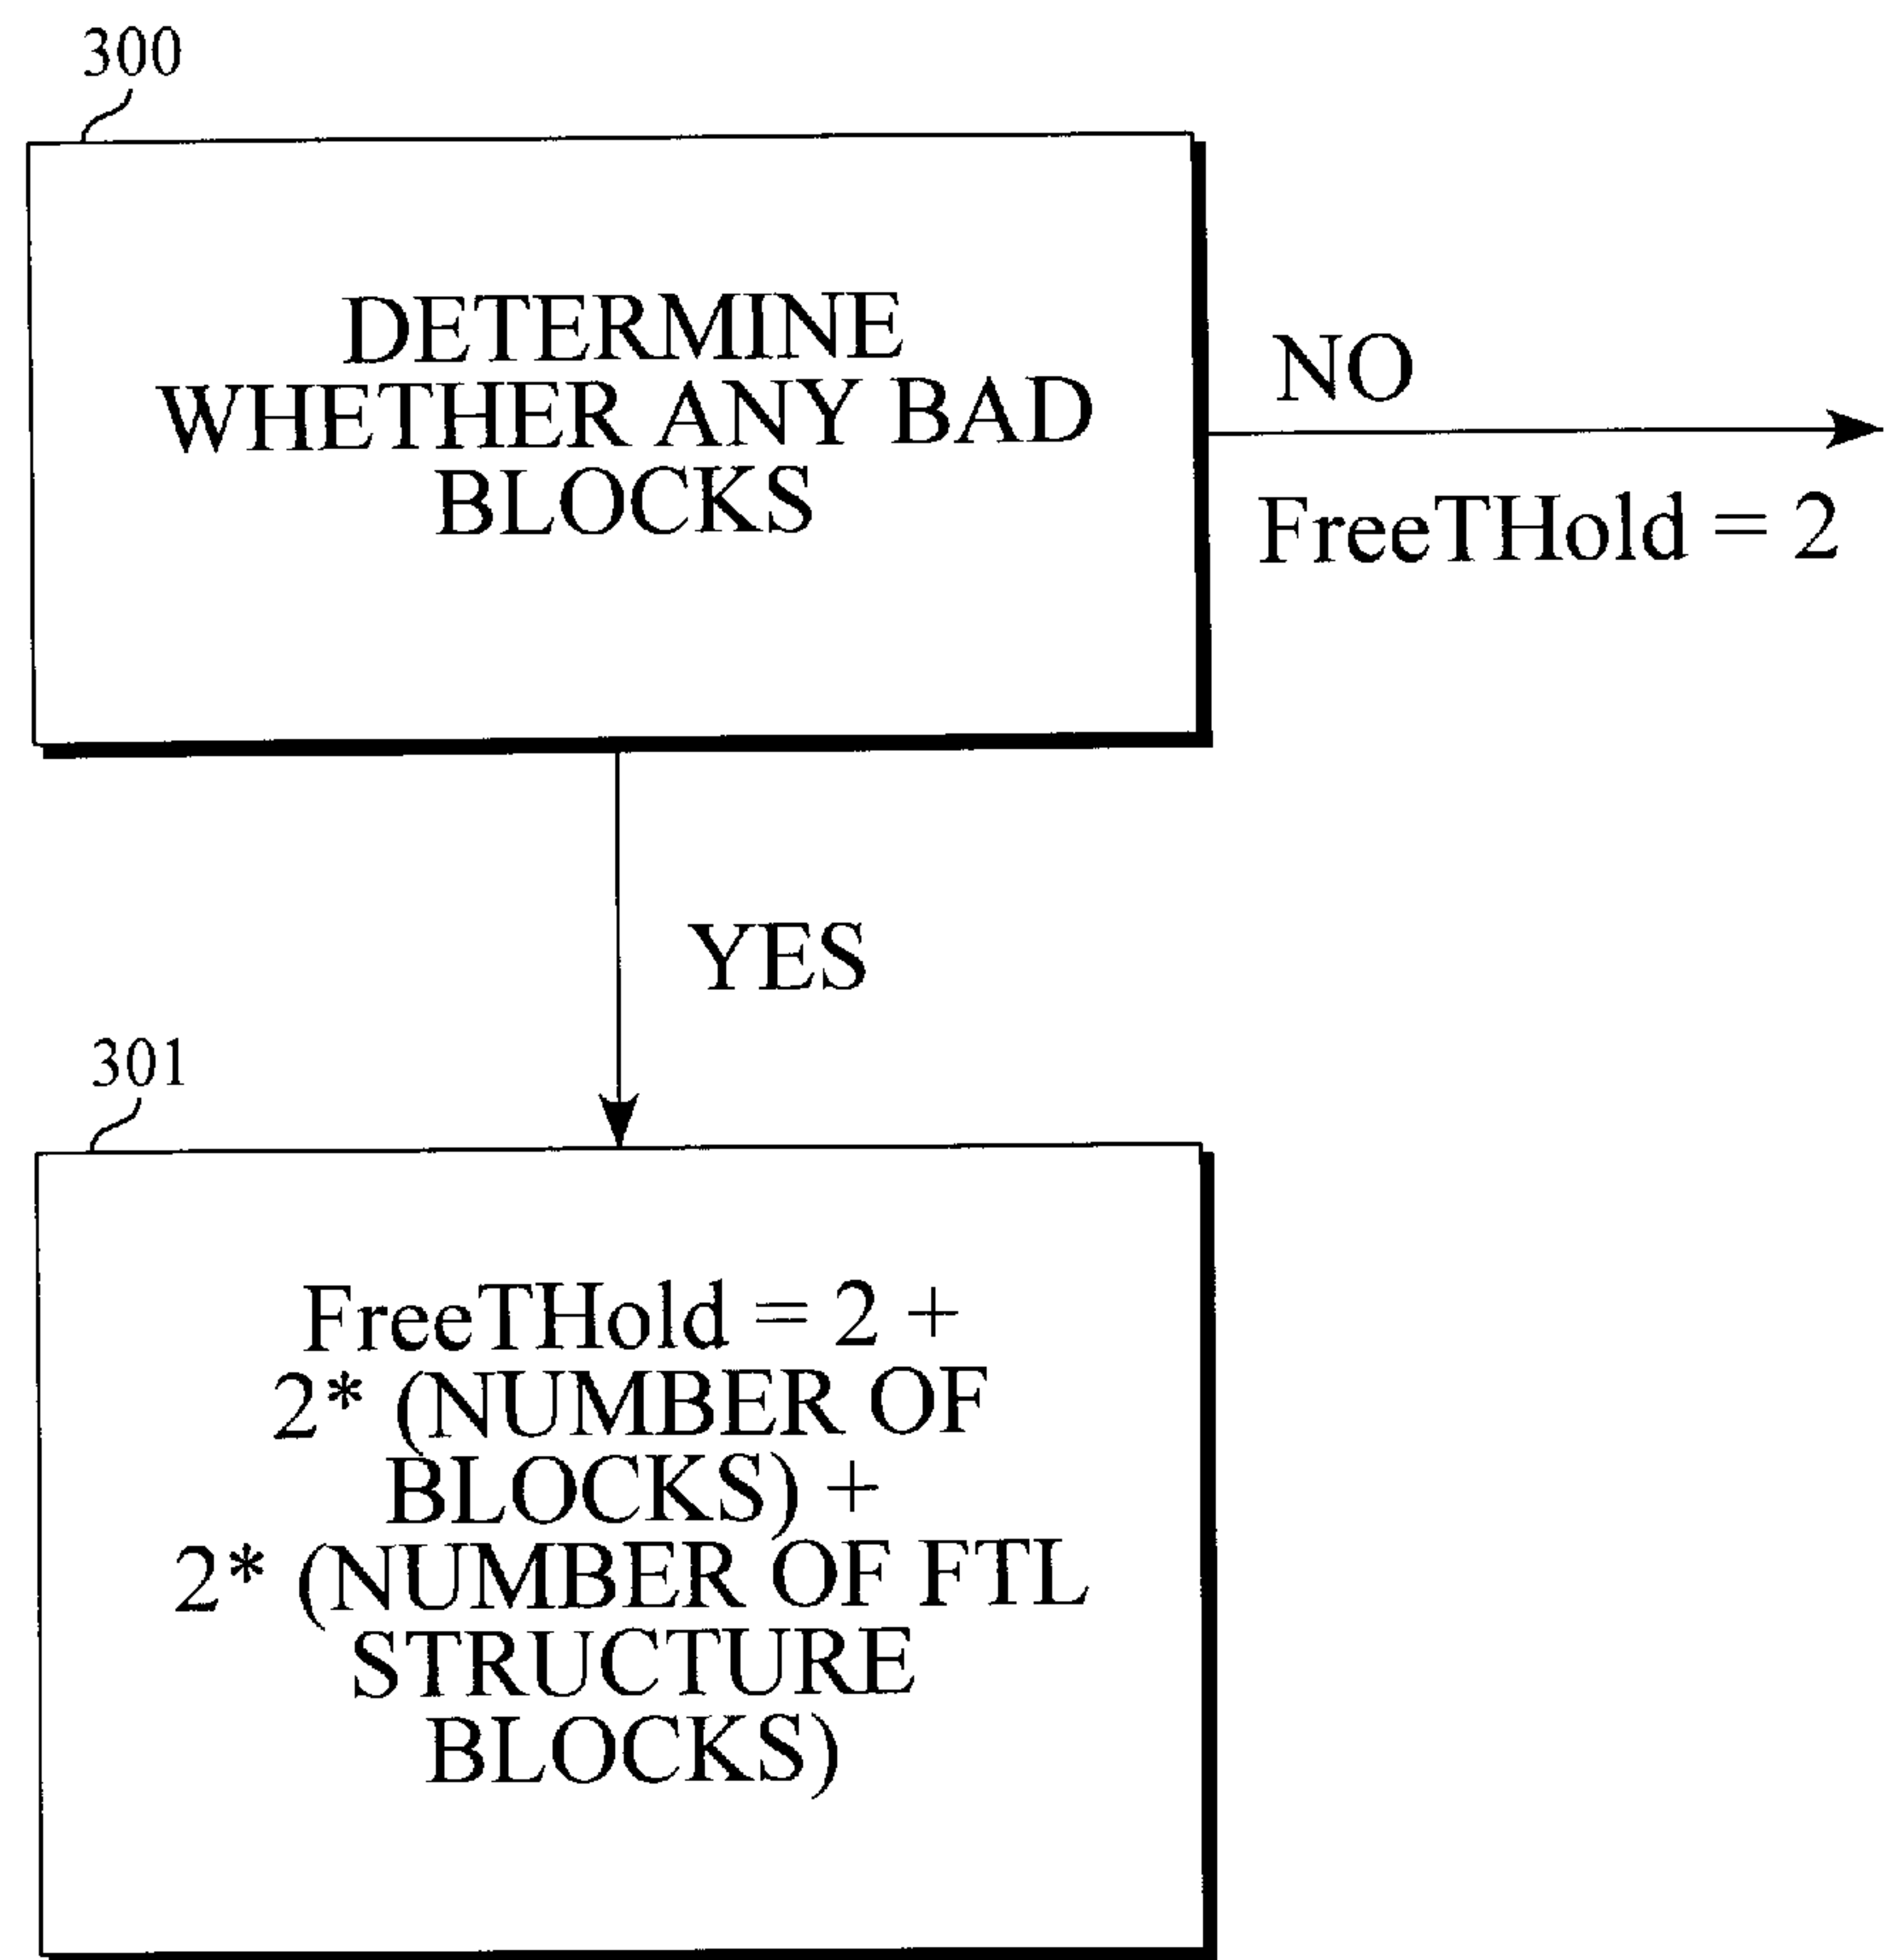 300
DETERMINE
WHETHER ANY BAD
BLOCKS
NO
FreeTHold = 2
YES
301
FreeTHold = 2 +
2* (NUMBER OF
BLOCKS) +
2* (NUMBER OF FTL
STRUCTURE
BLOCKS)